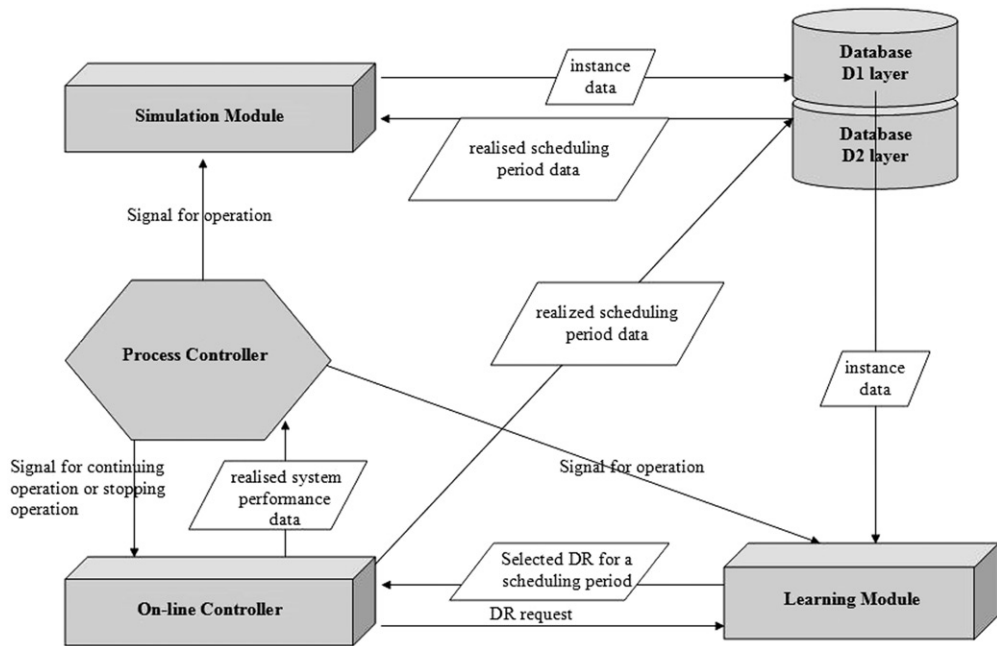 Database
D1 layer
instance
data
Simulation Module
Database
D2 layer
realised scheduling
period data
Signal for operation
realized scheduling
period data
Process Controller
instance
data
Signal for continuing
operation or stopping
operation
realised system
performance
data
Signal for operation
Selected DR for a
scheduling period
On-line Controller
DR request
Learning Module